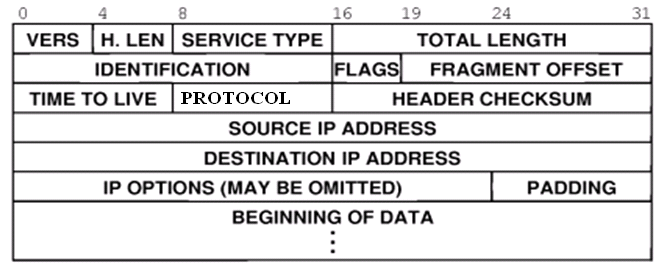 0 4 8 16 19 24 31
VERS H. LEN SERVICE TYPE TOTAL LENGTH
IDENTIFICATION FLAGS FRAGMENT OFFSET
TIME TO LIVE PROTOCOL HEADER CHECKSUM
SOURCE IP ADDRESS
DESTINATION IP ADDRESS
IP OPTIONS (MAY BE OMITTED) PADDING
BEGINNING OF DATA